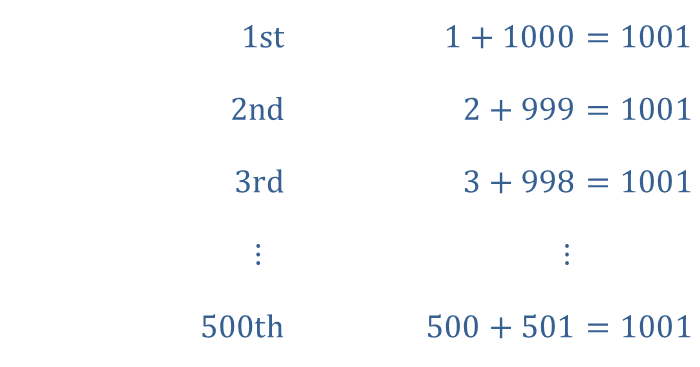 1st 1 + 1000 = 1001
2nd 2 + 999 = 1001
3rd 3 + 998 = 1001
⋮ ⋮
500th 500 + 501 = 1001